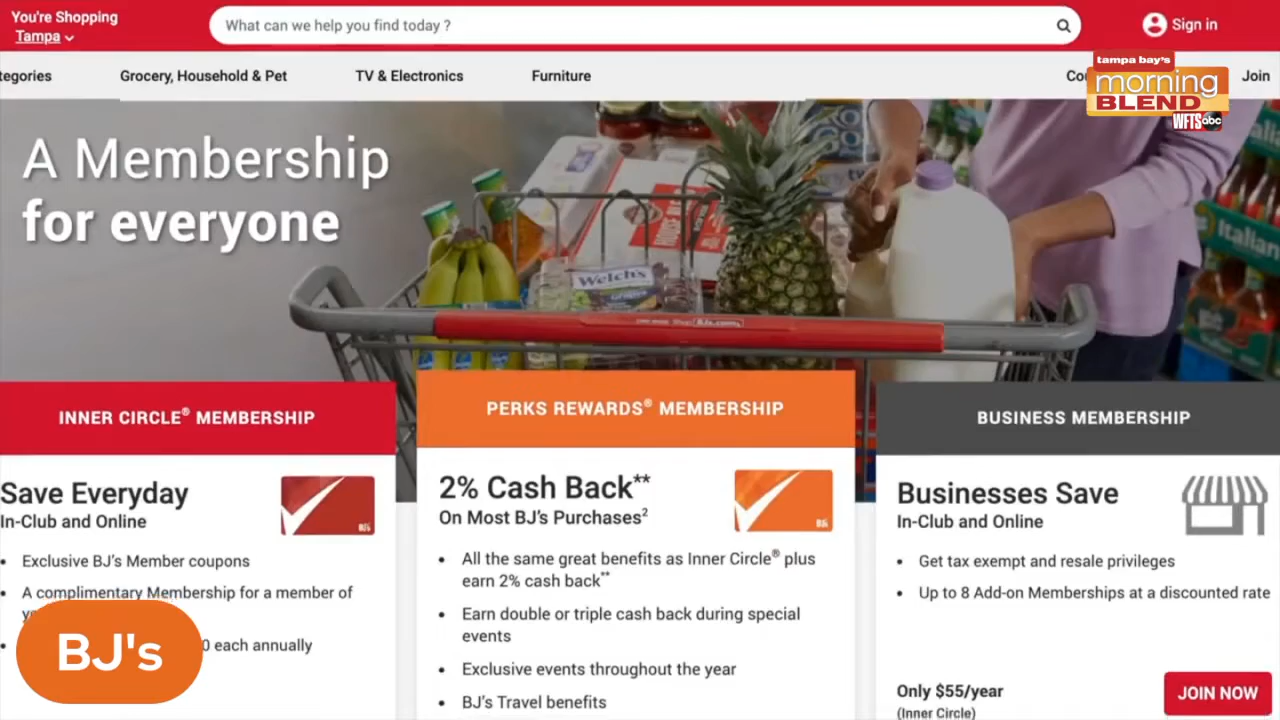 You're Shopping
Tampa
What can we help you find today ?
Sign in
tegories
Grocery, Household & Pet
TV & Electronics
Furniture
Co
Join
tampa bay's
morning
BLEND
WFTS abc
A Membership
for everyone
Welch's
BJs.com
Italian
INNER CIRCLE® MEMBERSHIP
PERKS REWARDS® MEMBERSHIP
BUSINESS MEMBERSHIP
Save Everyday
In-Club and Online
BJ's
• Exclusive BJ's Member coupons
• A complimentary Membership for a member of
0 each annually
2% Cash Back**
On Most BJ's Purchases²
BJ's
• All the same great benefits as Inner Circle® plus
earn 2% cash back**
• Earn double or triple cash back during special
events
• Exclusive events throughout the year
• BJ's Travel benefits
Businesses Save
In-Club and Online
• Get tax exempt and resale privileges
• Up to 8 Add-on Memberships at a discounted rate
Only $55/year
(Inner Circle)
JOIN NOW
BJ's